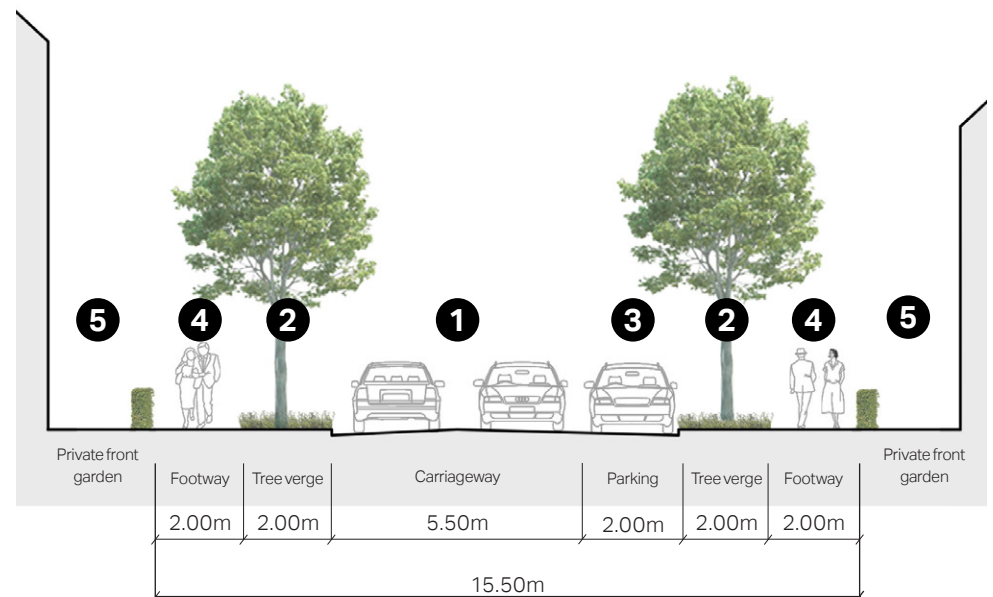 5 4 2 1 3 2 4 5
Private front
garden
Footway
Tree verge
Carriageway
Parking
Tree verge
Footway
Private front
garden
2.00m 2.00m 5.50m 2.00m 2.00m 2.00m
15.50m